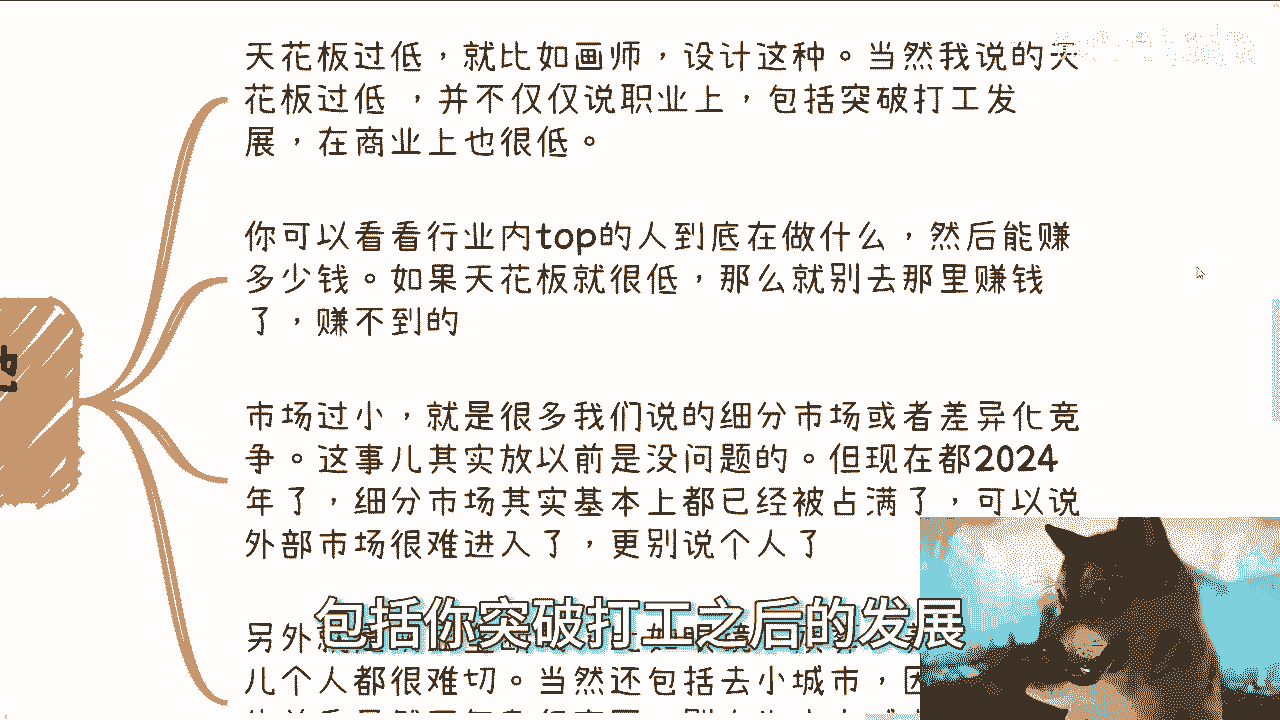 天花板过低，就比如画师，设计这种。当然我说的天
花板过低 ，并不仅仅说职业上，包括突破打工发
展，在商业上也很低。
你可以看看行业内top的人到底在做什么，然后能赚
多少钱。如果天花板就很低，那么就别去那里赚钱
了，赚不到的
市场过小，就是很多我们说的细分市场或者差异化竞
争。这事儿其实放以前是没问题的。但现在都2024
年了，细分市场其实基本上都已经被占满了，可以说
外部市场很难进入了，更别说个人了
另外就
包括你突破打工之后的发展
儿个人都很难切。当然还包括去小城市，因